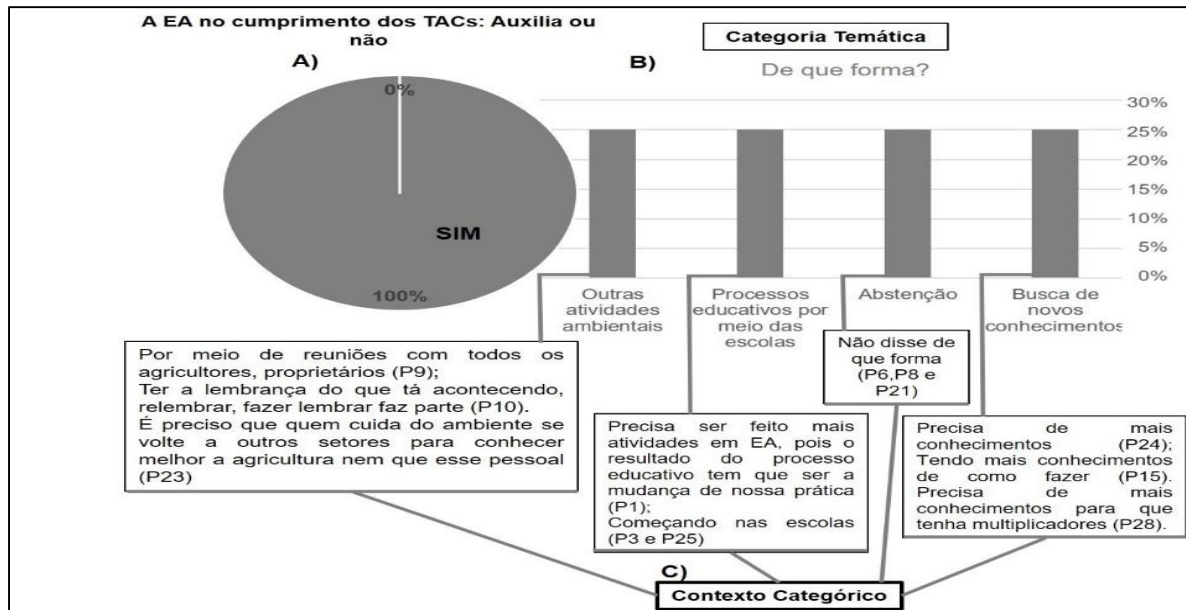 A EA no cumprimento dos TACs: Auxilia ou
não
A)
0%
SIM
100%
Categoria Temática
B)
De que forma?
30%
25%
20%
15%
10%
5%
0%
Outras
atividades
ambientais
Processos
educativos por
meio das
escolas
Abstenção
Busca de
novos
conhecimentos
Por meio de reuniões com todos os
agricultores, proprietários (P9);
Ter a lembrança do que tá acontecendo,
relembrar, fazer lembrar faz parte (P10).
É preciso que quem cuida do ambiente se
volte a outros setores para conhecer
melhor a agricultura nem que esse pessoal
(P23)
Precisa ser feito mais
atividades em EA, pois o
resultado do processo
educativo tem que ser a
mudança de nossa prática
(P1);
Começando nas escolas
(P3 e P25)
Não disse de
que forma
(P6,P8 e
P21)
Precisa de mais
conhecimentos (P24);
Tendo mais conhecimentos
de como fazer (P15).
Precisa de mais
conhecimentos para que
tenha multiplicadores (P28).
C)
Contexto Categórico